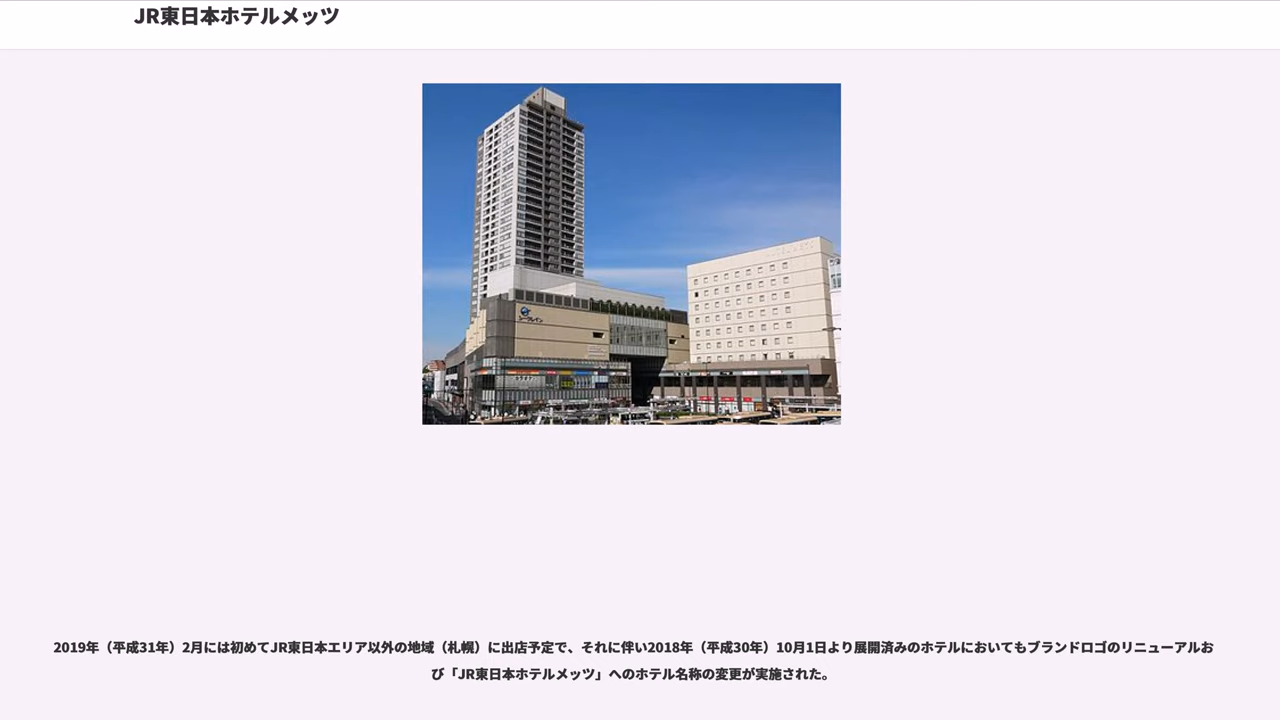 JR東日本ホテルメッツ
シークレイン
2019年（平成31年）2月には初めてJR東日本エリア以外の地域（札幌）に出店予定で、それに伴い2018年（平成30年）10月1日より展開済みのホテルにおいてもブランドロゴのリニューアルお
び「JR東日本ホテルメッツ」へのホテル名称の変更が実施された。